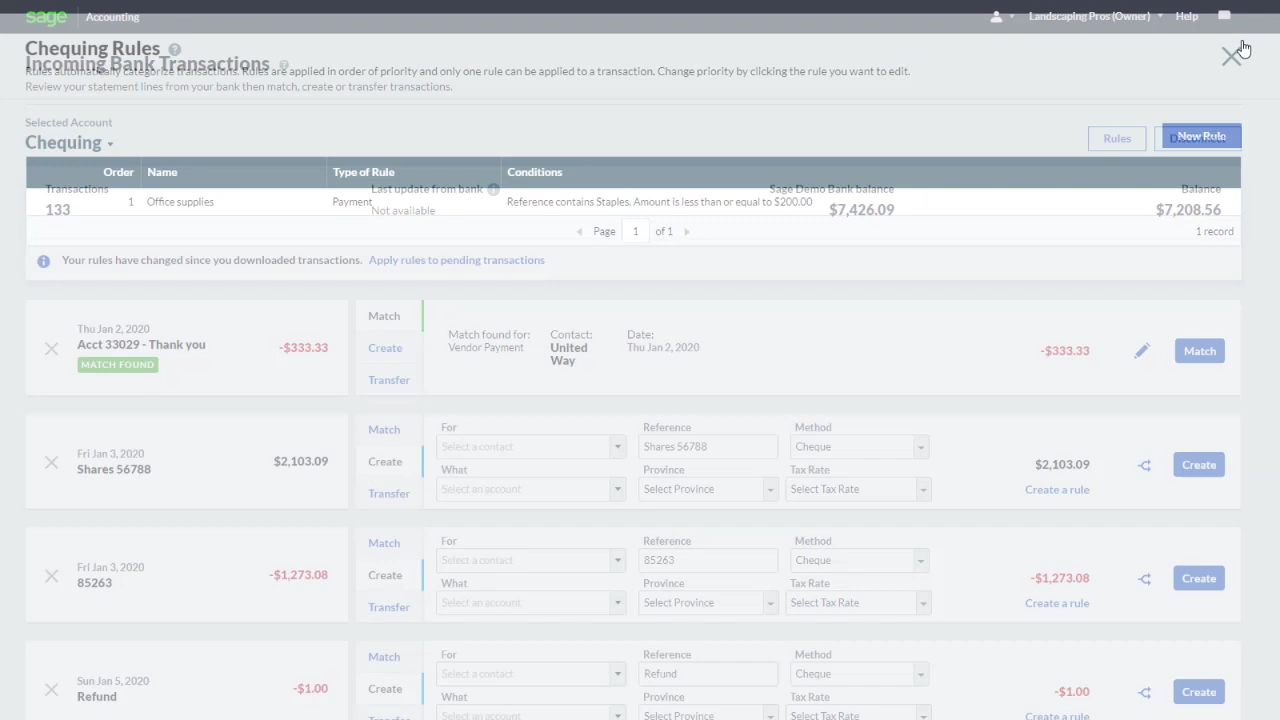 sage Accounting Landscaping Pros (Owner) Help
Chequing Rules
Incoming Bank Transactions
Rules automatically categorize transactions. Rules are applied in order of priority and only one rule can be applied to a transaction. Change priority by clicking the rule you want to edit.
Review your statement lines from your bank then match, create or transfer transactions.
Selected Account
Chequing
Rules Disconnect
New Rule
Order Name Type of Rule Conditions
Transactions Last update from bank Sage Demo Bank balance Balance
1 Office supplies Payment Reference contains Staples. Amount is less than or equal to $200.00
133 Not available $7,426.09 $7,208.56
Page 1 of 1 1 record
Your rules have changed since you downloaded transactions. Apply rules to pending transactions
Thu Jan 2, 2020
Acct 33029 - Thank you
MATCH FOUND
-$333.33
Match
Create
Transfer
Match found for: Contact: Date:
Vendor Payment United Way Thu Jan 2, 2020
-$333.33 Match
Fri Jan 3, 2020
Shares 56788
$2,103.09
Match
Create
Transfer
For Reference Method
Select a contact Shares 56788 Cheque
What Province Tax Rate
Select an account Select Province Select Tax Rate
$2,103.09 Create
Create a rule
Fri Jan 3, 2020
85263
-$1,273.08
Match
Create
Transfer
For Reference Method
Select a contact 85263 Cheque
What Province Tax Rate
Select an account Select Province Select Tax Rate
-$1,273.08 Create
Create a rule
Sun Jan 5, 2020
Refund
-$1.00
Match
Create
Transfer
For Reference Method
Select a contact Refund Cheque
What Province Tax Rate
Select an account Select Province Select Tax Rate
-$1.00 Create
Create a rule